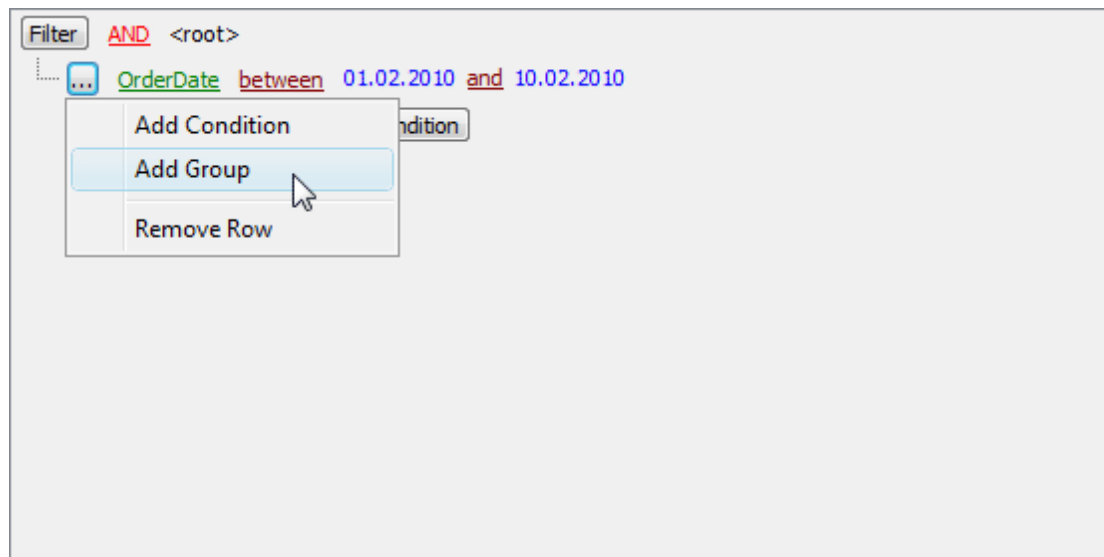 Filter AND <root>
... OrderDate between 01.02.2010 and 10.02.2010
Add Condition
Add Group
Remove Row